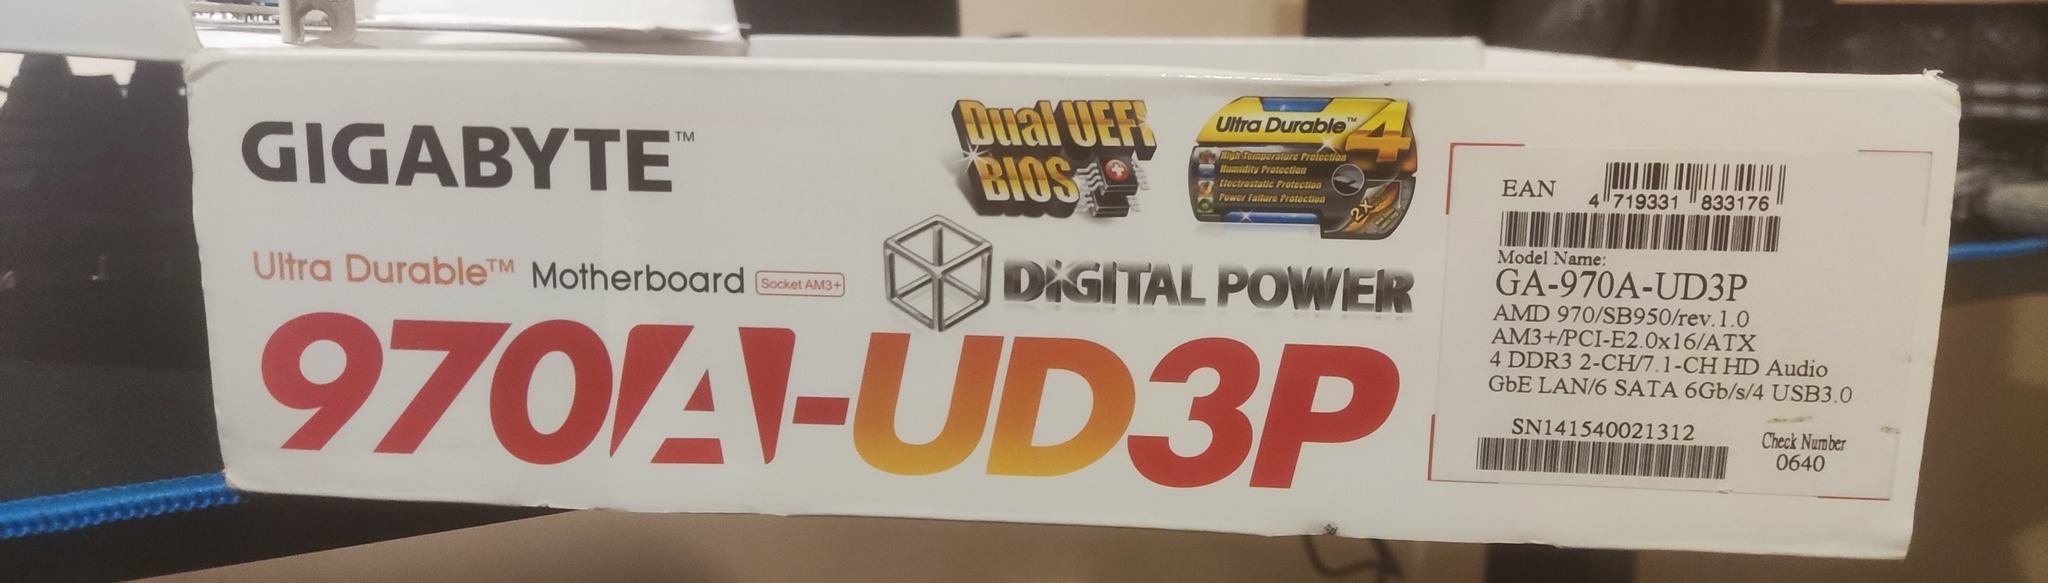 GIGABYTE™
Ultra Durable™ Motherboard Socket AM3+
970A-UD3P
Dual UEFI
BIOS
Ultra Durable™ 4
High Temperature Protection
Humidity Protection
Electrostatic Protection
Power Failure Protection
2X
DIGITAL POWER
EAN
4 719331 833176
Model Name:
GA-970A-UD3P
AMD 970/SB950/rev.1.0
AM3+/PCI-E2.0x16/ATX
4 DDR3 2-CH/7.1-CH HD Audio
GbE LAN/6 SATA 6Gb/s/4 USB3.0
SN141540021312
Check Number
0640